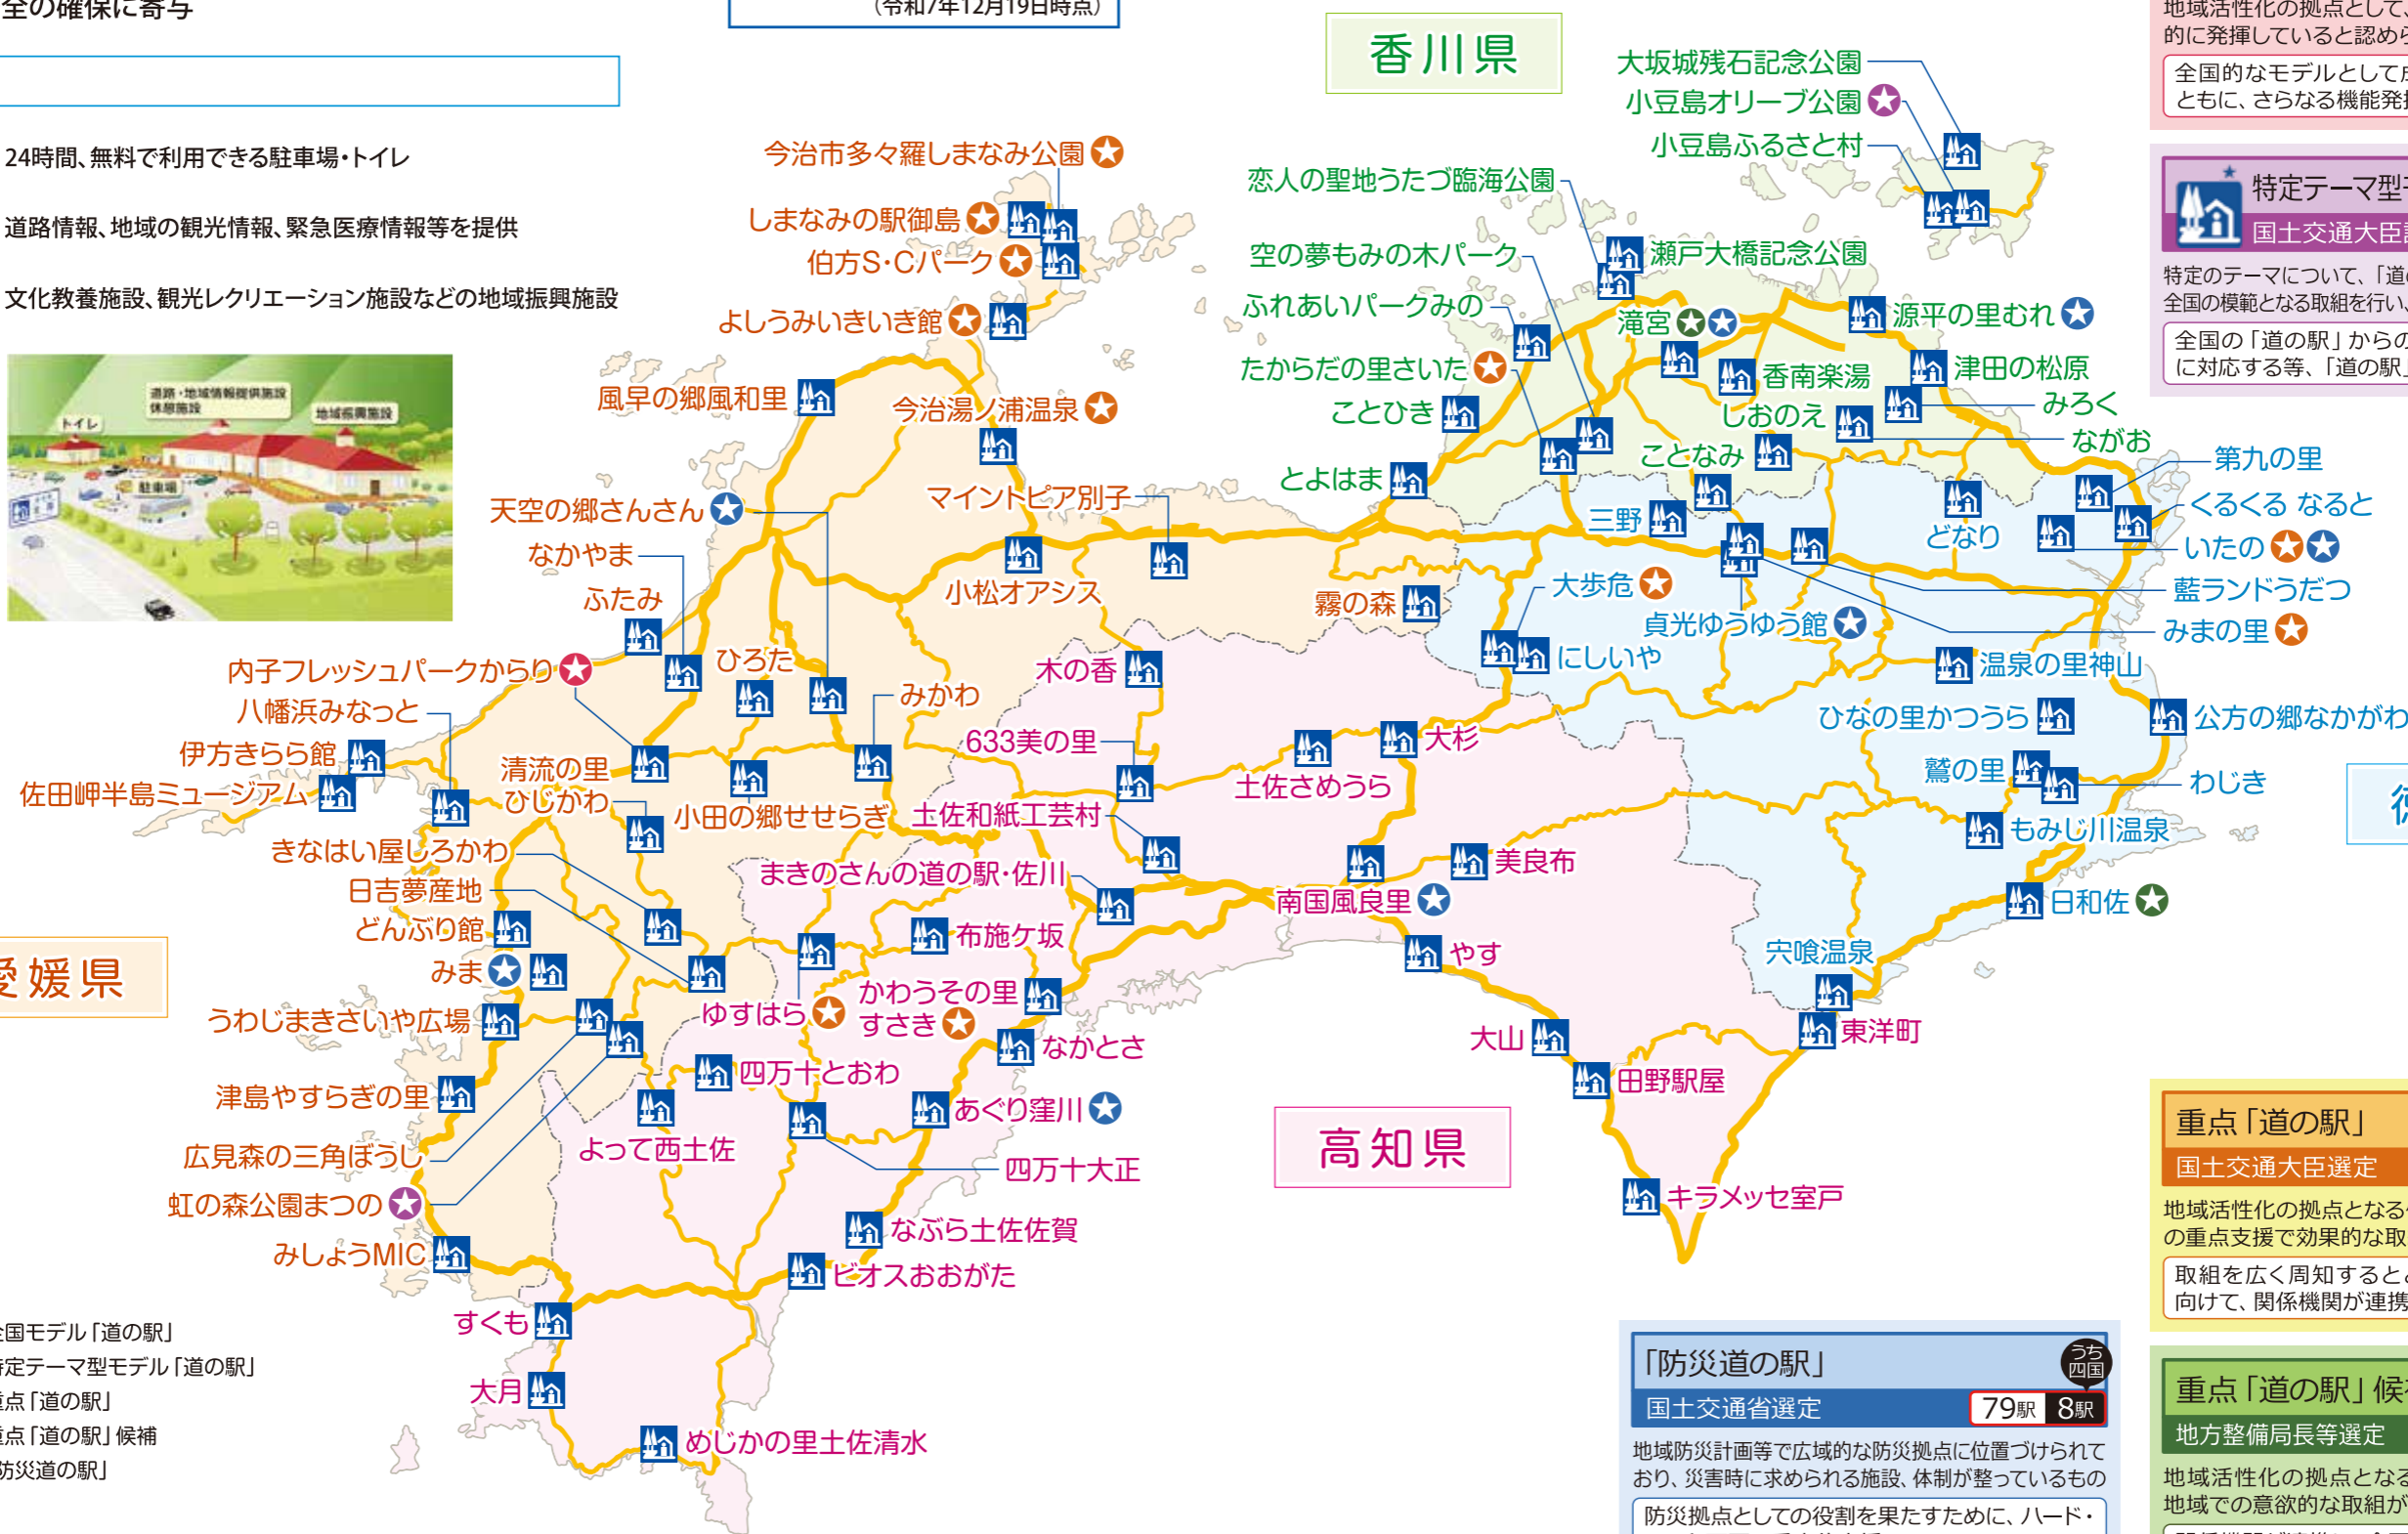 全の確保に寄与
(令和7年12月19日時点)
24時間、無料で利用できる駐車場・トイレ
道路情報、地域の観光情報、緊急医療情報等を提供
文化教養施設、観光レクリエーション施設などの地域振興施設
道路・地域情報提供施設
休憩施設
トイレ
地域振興施設
駐車場
香川県
大坂城残石記念公園
小豆島オリーブ公園
小豆島ふるさと村
恋人の聖地うたづ臨海公園
空の夢もみの木パーク
瀬戸大橋記念公園
ふれあいパークみの
滝宮
源平の里むれ
たからだの里さいた
香南楽湯
津田の松原
ことひき
しおのえ
みろく
ながお
ことなみ
とよはま
今治市多々羅しまなみ公園
しまなみの駅御島
伯方S・Cパーク
よしうみいきいき館
風早の郷風和里
今治湯ノ浦温泉
天空の郷さんさん
マイントピア別子
なかやま
ふたみ
小松オアシス
霧の森
内子フレッシュパークからり
ひろた
八幡浜みなっと
みかわ
伊方きらら館
清流の里
ひじかわ
佐田岬半島ミュージアム
小田の郷せせらぎ
きなはい屋しろかわ
日吉夢産地
どんぶり館
愛媛県
みま
うわじまきさいや広場
津島やすらぎの里
広見森の三角ぼうし
虹の森公園まつの
みしょうMIC
第九の里
くるくる なると
三野
どなり
いたの
大歩危
藍ランドうだつ
貞光ゆうゆう館
みまの里
にしいや
温泉の里神山
ひなの里かつうら
公方の郷なかがわ
鷲の里
わじき
もみじ川温泉
日和佐
宍喰温泉
木の香
633美の里
大杉
土佐さめうら
土佐和紙工芸村
まきのさんの道の駅・佐川
美良布
南国風良里
布施ケ坂
やす
ゆすはら
かわうその里
すさき
なかとさ
大山
東洋町
四万十とおわ
田野駅屋
あぐり窪川
よって西土佐
高知県
四万十大正
キラメッセ室戸
なぶら土佐佐賀
ビオスおおがた
すくも
大月
めじかの里土佐清水
全国モデル「道の駅」
特定テーマ型モデル「道の駅」
重点「道の駅」
重点「道の駅」候補
「防災道の駅」
地域活性化の拠点として、
的に発揮していると認めら
全国的なモデルとして
ともに、さらなる機能発
特定テーマ型
国土交通大臣
特定のテーマについて、「道の
全国の模範となる取組を行い、
全国の「道の駅」からの
に対応する等、「道の駅」
重点「道の駅」
国土交通大臣選定
地域活性化の拠点となる
の重点支援で効果的な取
取組を広く周知すると
向けて、関係機関が連携
「防災道の駅」
うち
四国
国土交通省選定
79駅 8駅
地域防災計画等で広域的な防災拠点に位置づけられて
おり、災害時に求められる施設、体制が整っているもの
防災拠点としての役割を果たすために、ハード・
重点「道の駅」候
地方整備局長等選定
地域活性化の拠点となる
地域での意欲的な取組が